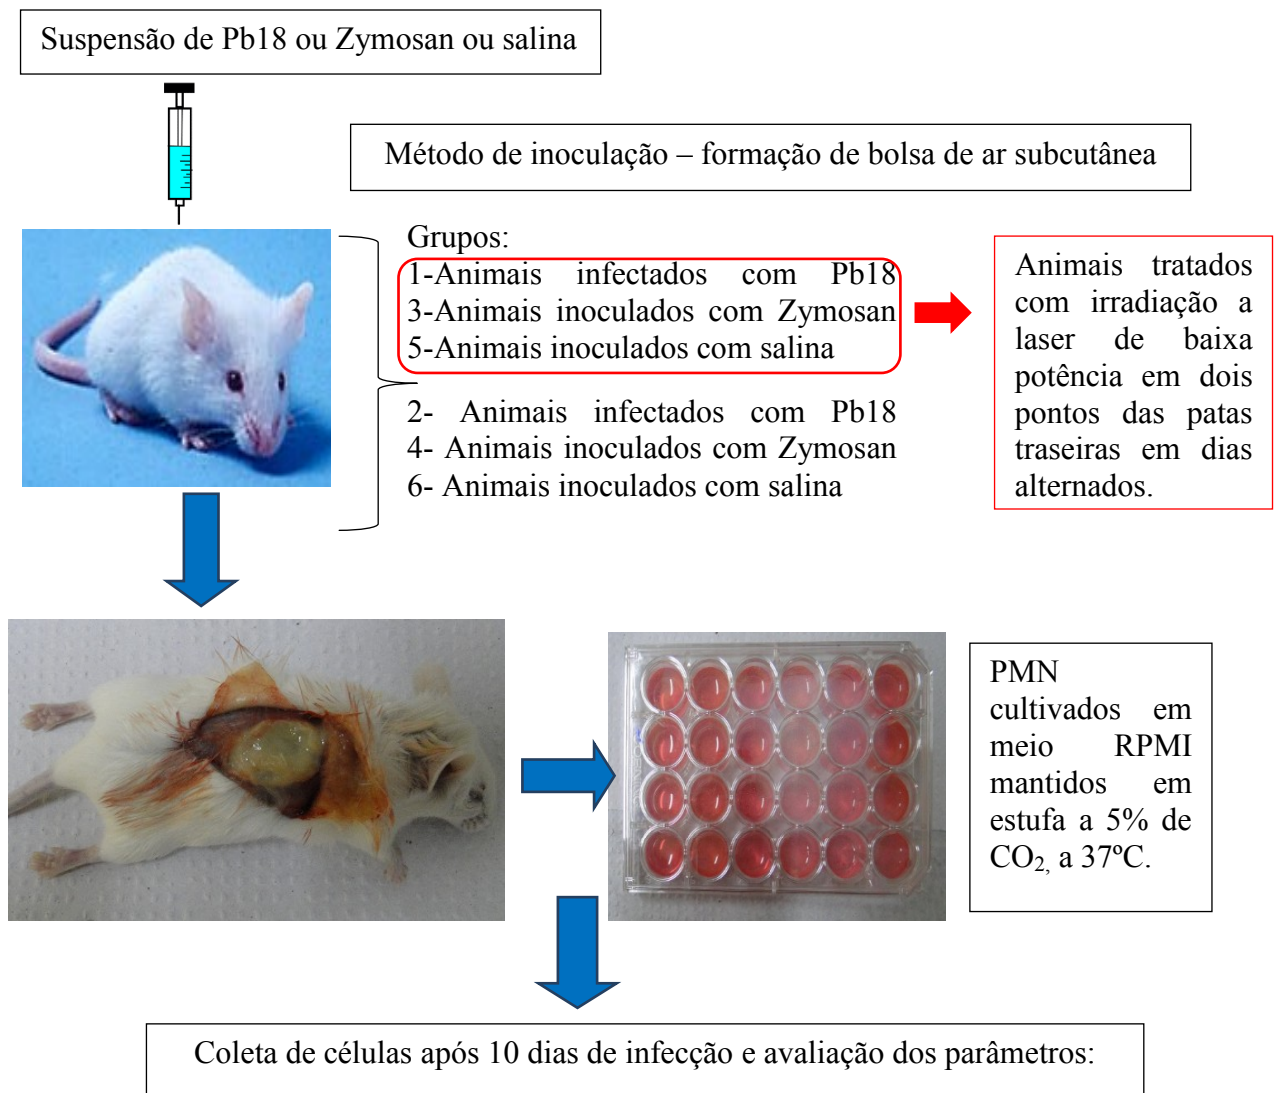 Suspensão de Pb18 ou Zymosan ou salina
Método de inoculação – formação de bolsa de ar subcutânea
Grupos:
1-Animais infectados com Pb18
3-Animais inoculados com Zymosan
5-Animais inoculados com salina
2- Animais infectados com Pb18
4- Animais inoculados com Zymosan
6- Animais inoculados com salina
Animais tratados
com irradiação a
laser de baixa
potência em dois
pontos das patas
traseiras em dias
alternados.
PMN
cultivados em
meio RPMI
mantidos em
estufa a 5% de
CO₂, a 37ºC.
Coleta de células após 10 dias de infecção e avaliação dos parâmetros: